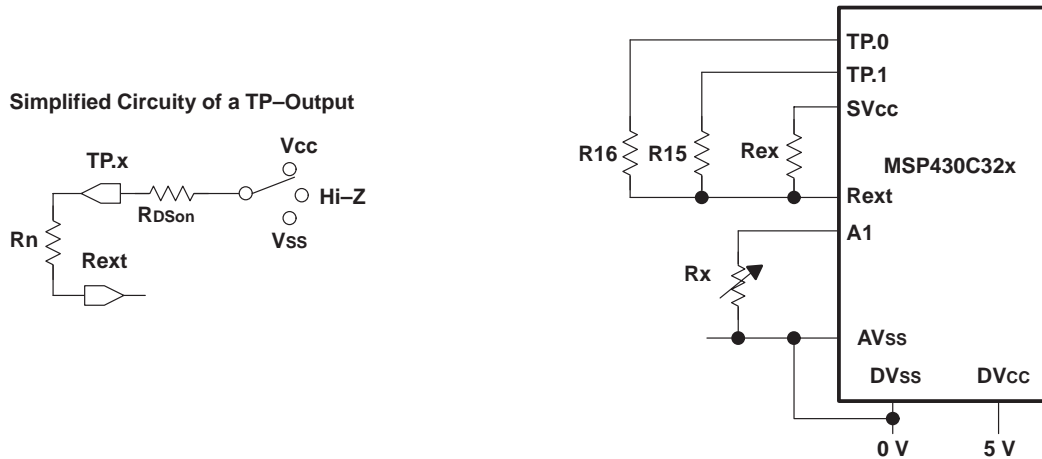 Simplified Circuity of a TP–Output
TP.x
Vcc
Hi–Z
VSS
RDSon
Rn
Rext
TP.0
TP.1
SVcc
R16
R15
Rex
MSP430C32x
Rext
A1
Rx
AVSS
DVSS
DVCC
0 V
5 V